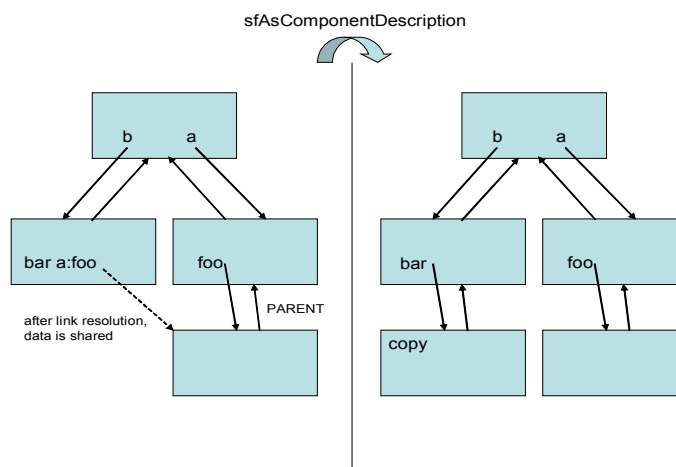 sfAsComponentDescription
b a
b a
bar a:foo
foo
bar
foo
after link resolution,
data is shared
PARENT
copy